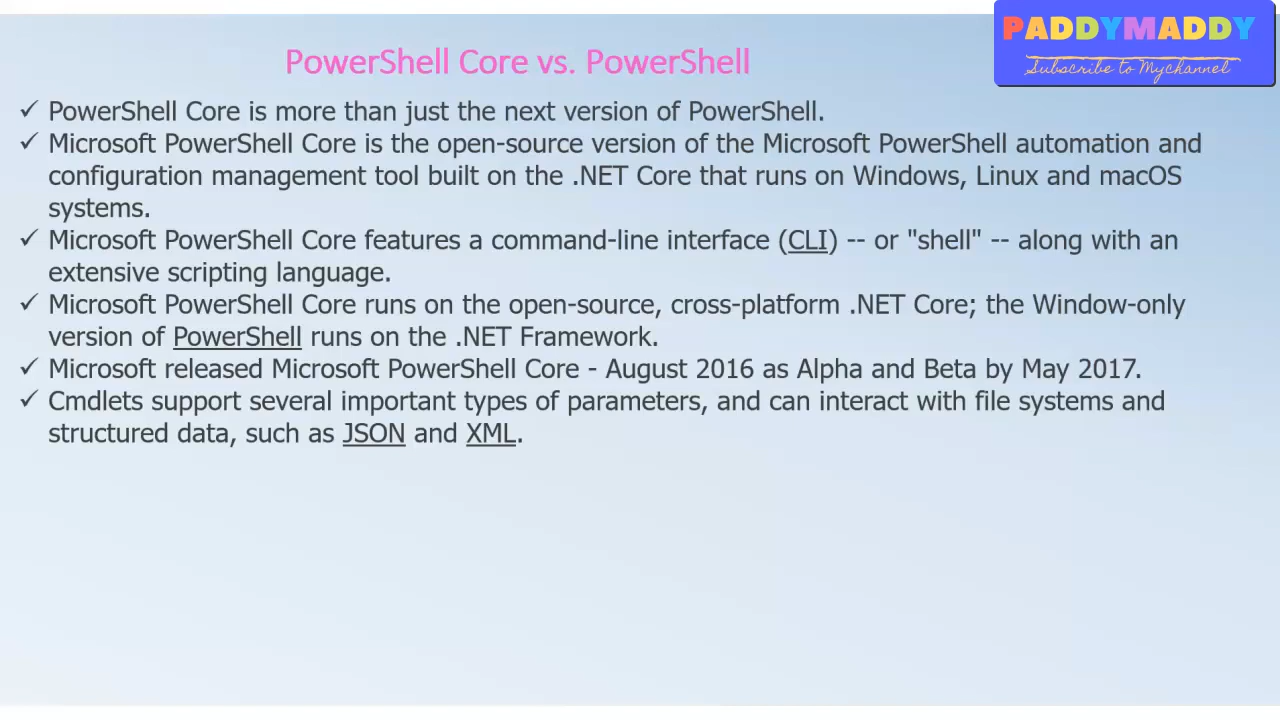 PADDYMADDY
Subscribe to Mychannel
PowerShell Core vs. PowerShell
✓ PowerShell Core is more than just the next version of PowerShell.
✓ Microsoft PowerShell Core is the open-source version of the Microsoft PowerShell automation and
configuration management tool built on the .NET Core that runs on Windows, Linux and macOS
systems.
✓ Microsoft PowerShell Core features a command-line interface (CLI) -- or "shell" -- along with an
extensive scripting language.
✓ Microsoft PowerShell Core runs on the open-source, cross-platform .NET Core; the Window-only
version of PowerShell runs on the .NET Framework.
✓ Microsoft released Microsoft PowerShell Core - August 2016 as Alpha and Beta by May 2017.
✓ Cmdlets support several important types of parameters, and can interact with file systems and
structured data, such as JSON and XML.